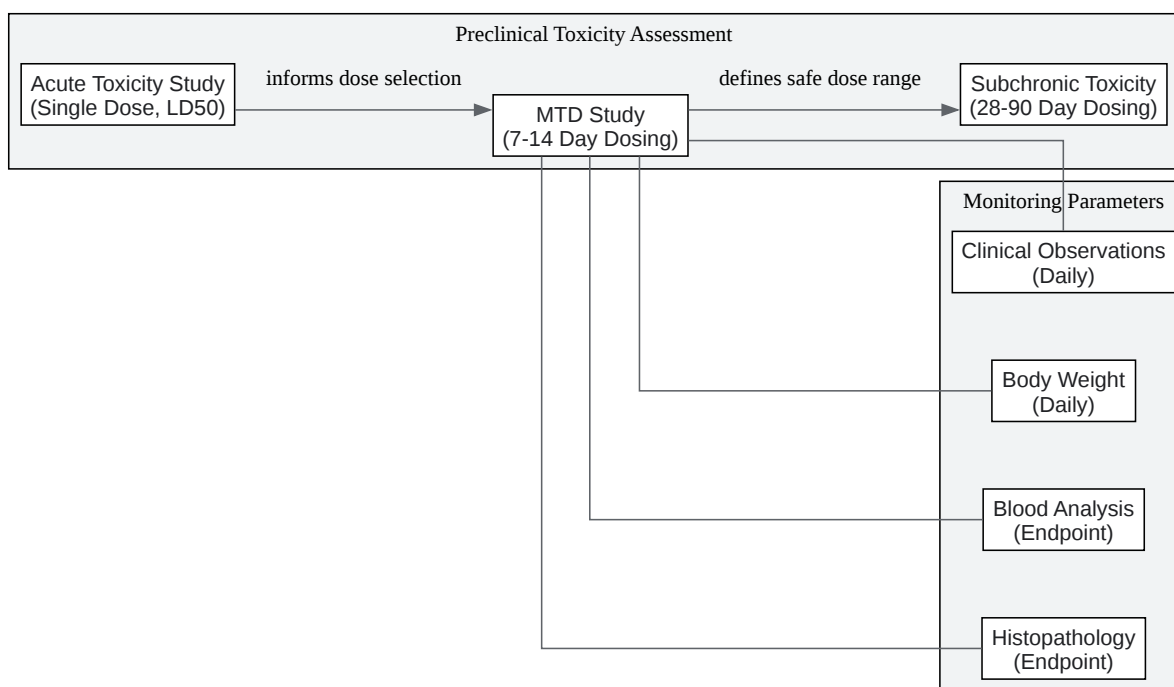 Preclinical Toxicity Assessment
Acute Toxicity Study
(Single Dose, LD50)
informs dose selection
MTD Study
(7-14 Day Dosing)
defines safe dose range
Subchronic Toxicity
(28-90 Day Dosing)
Monitoring Parameters
Clinical Observations
(Daily)
Body Weight
(Daily)
Blood Analysis
(Endpoint)
Histopathology
(Endpoint)